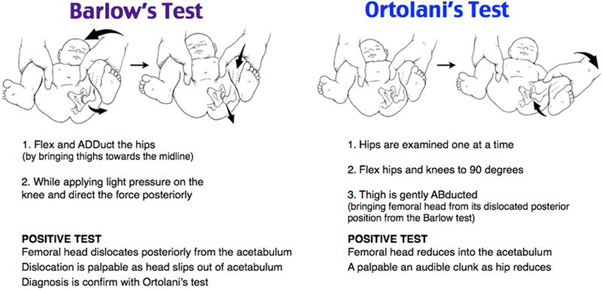 Barlow's Test
1. Flex and ADDuct the hips
(by bringing thighs towards the midline)
2. While applying light pressure on the
knee and direct the force posteriorly
POSITIVE TEST
Femoral head dislocates posteriorly from the acetabulum
Dislocation is palpable as head slips out of acetabulum
Diagnosis is confirm with Ortolani's test
Ortolani's Test
1. Hips are examined one at a time
2. Flex hips and knees to 90 degrees
3. Thigh is gently ABducted
(bringing femoral head from its dislocated posterior
position from the Barlow test)
POSITIVE TEST
Femoral head reduces into the acetabulum
A palpable an audible clunk as hip reduces